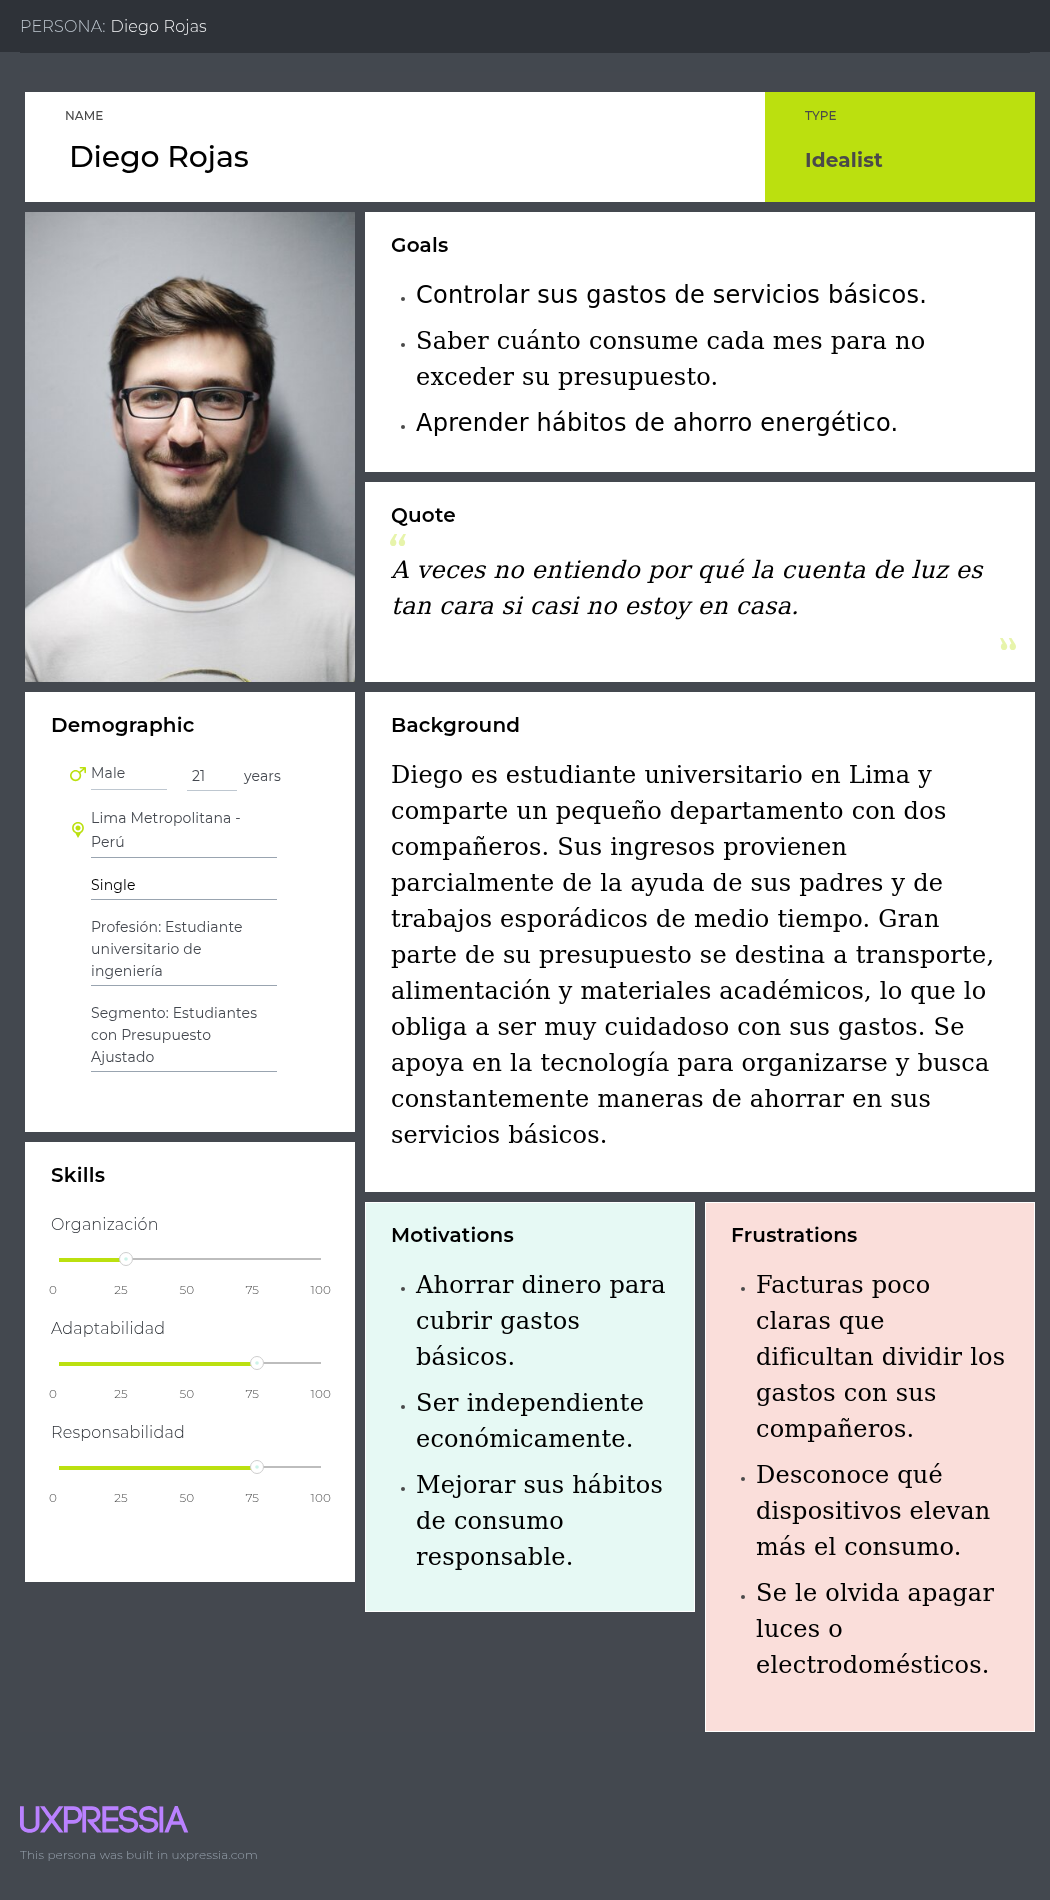 PERSONA: Diego Rojas
NAME
Diego Rojas
TYPE
Idealist
Goals
• Controlar sus gastos de servicios básicos.
• Saber cuánto consume cada mes para no
exceder su presupuesto.
• Aprender hábitos de ahorro energético.
Quote
“
A veces no entiendo por qué la cuenta de luz es
tan cara si casi no estoy en casa.
”
Demographic
Male 21 years
Lima Metropolitana -
Perú
Single
Profesión: Estudiante
universitario de
ingeniería
Segmento: Estudiantes
con Presupuesto
Ajustado
Background
Diego es estudiante universitario en Lima y
comparte un pequeño departamento con dos
compañeros. Sus ingresos provienen
parcialmente de la ayuda de sus padres y de
trabajos esporádicos de medio tiempo. Gran
parte de su presupuesto se destina a transporte,
alimentación y materiales académicos, lo que lo
obliga a ser muy cuidadoso con sus gastos. Se
apoya en la tecnología para organizarse y busca
constantemente maneras de ahorrar en sus
servicios básicos.
Skills
Organización
0 25 50 75 100
Adaptabilidad
0 25 50 75 100
Responsabilidad
0 25 50 75 100
Motivations
• Ahorrar dinero para
cubrir gastos
básicos.
• Ser independiente
económicamente.
• Mejorar sus hábitos
de consumo
responsable.
Frustrations
• Facturas poco
claras que
dificultan dividir los
gastos con sus
compañeros.
• Desconoce qué
dispositivos elevan
más el consumo.
• Se le olvida apagar
luces o
electrodomésticos.
UXPRESSIA
This persona was built in uxpressia.com